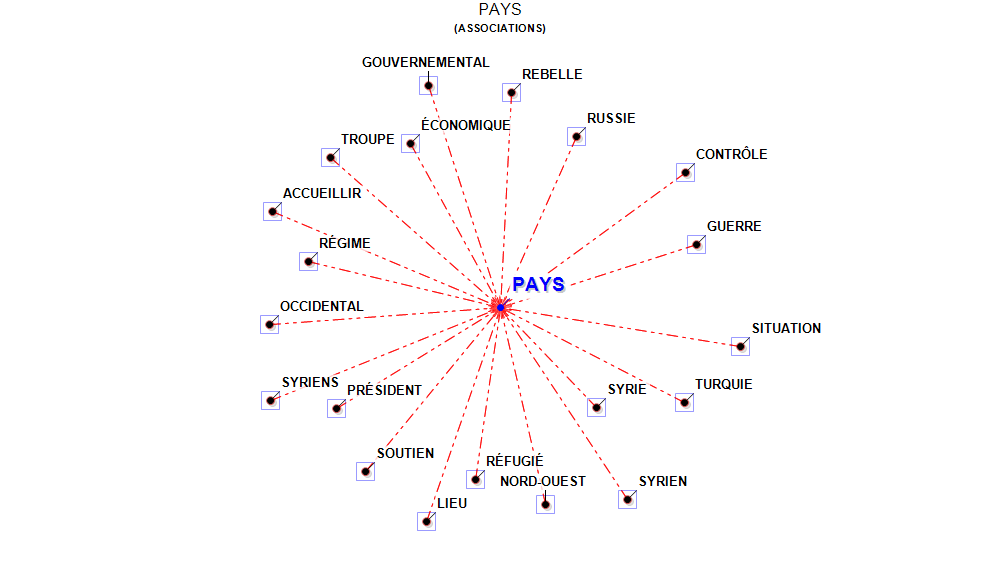 PAYS
(ASSOCIATIONS)
GOUVERNEMENTAL
REBELLE
RUSSIE
ÉCONOMIQUE
TROUPE
CONTRÔLE
ACCUEILLIR
GUERRE
RÉGIME
PAYS
OCCIDENTAL
SITUATION
SYRIENS
PRÉSIDENT
SYRIE
TURQUIE
SOUTIEN
RÉFUGIÉ
NORD-OUEST
SYRIEN
LIEU